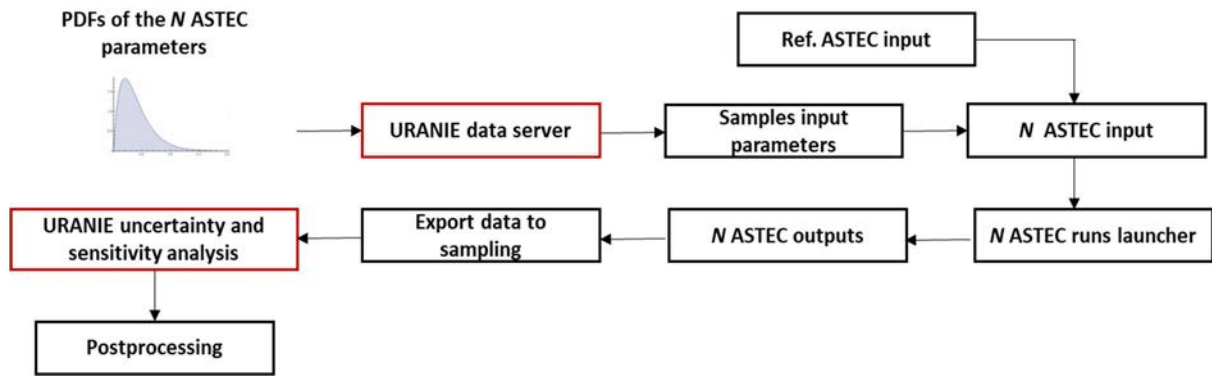 PDFs of the N ASTEC
parameters
Ref. ASTEC input
URANIE data server
Samples input
parameters
N ASTEC input
URANIE uncertainty and
sensitivity analysis
Export data to
sampling
N ASTEC outputs
N ASTEC runs launcher
Postprocessing